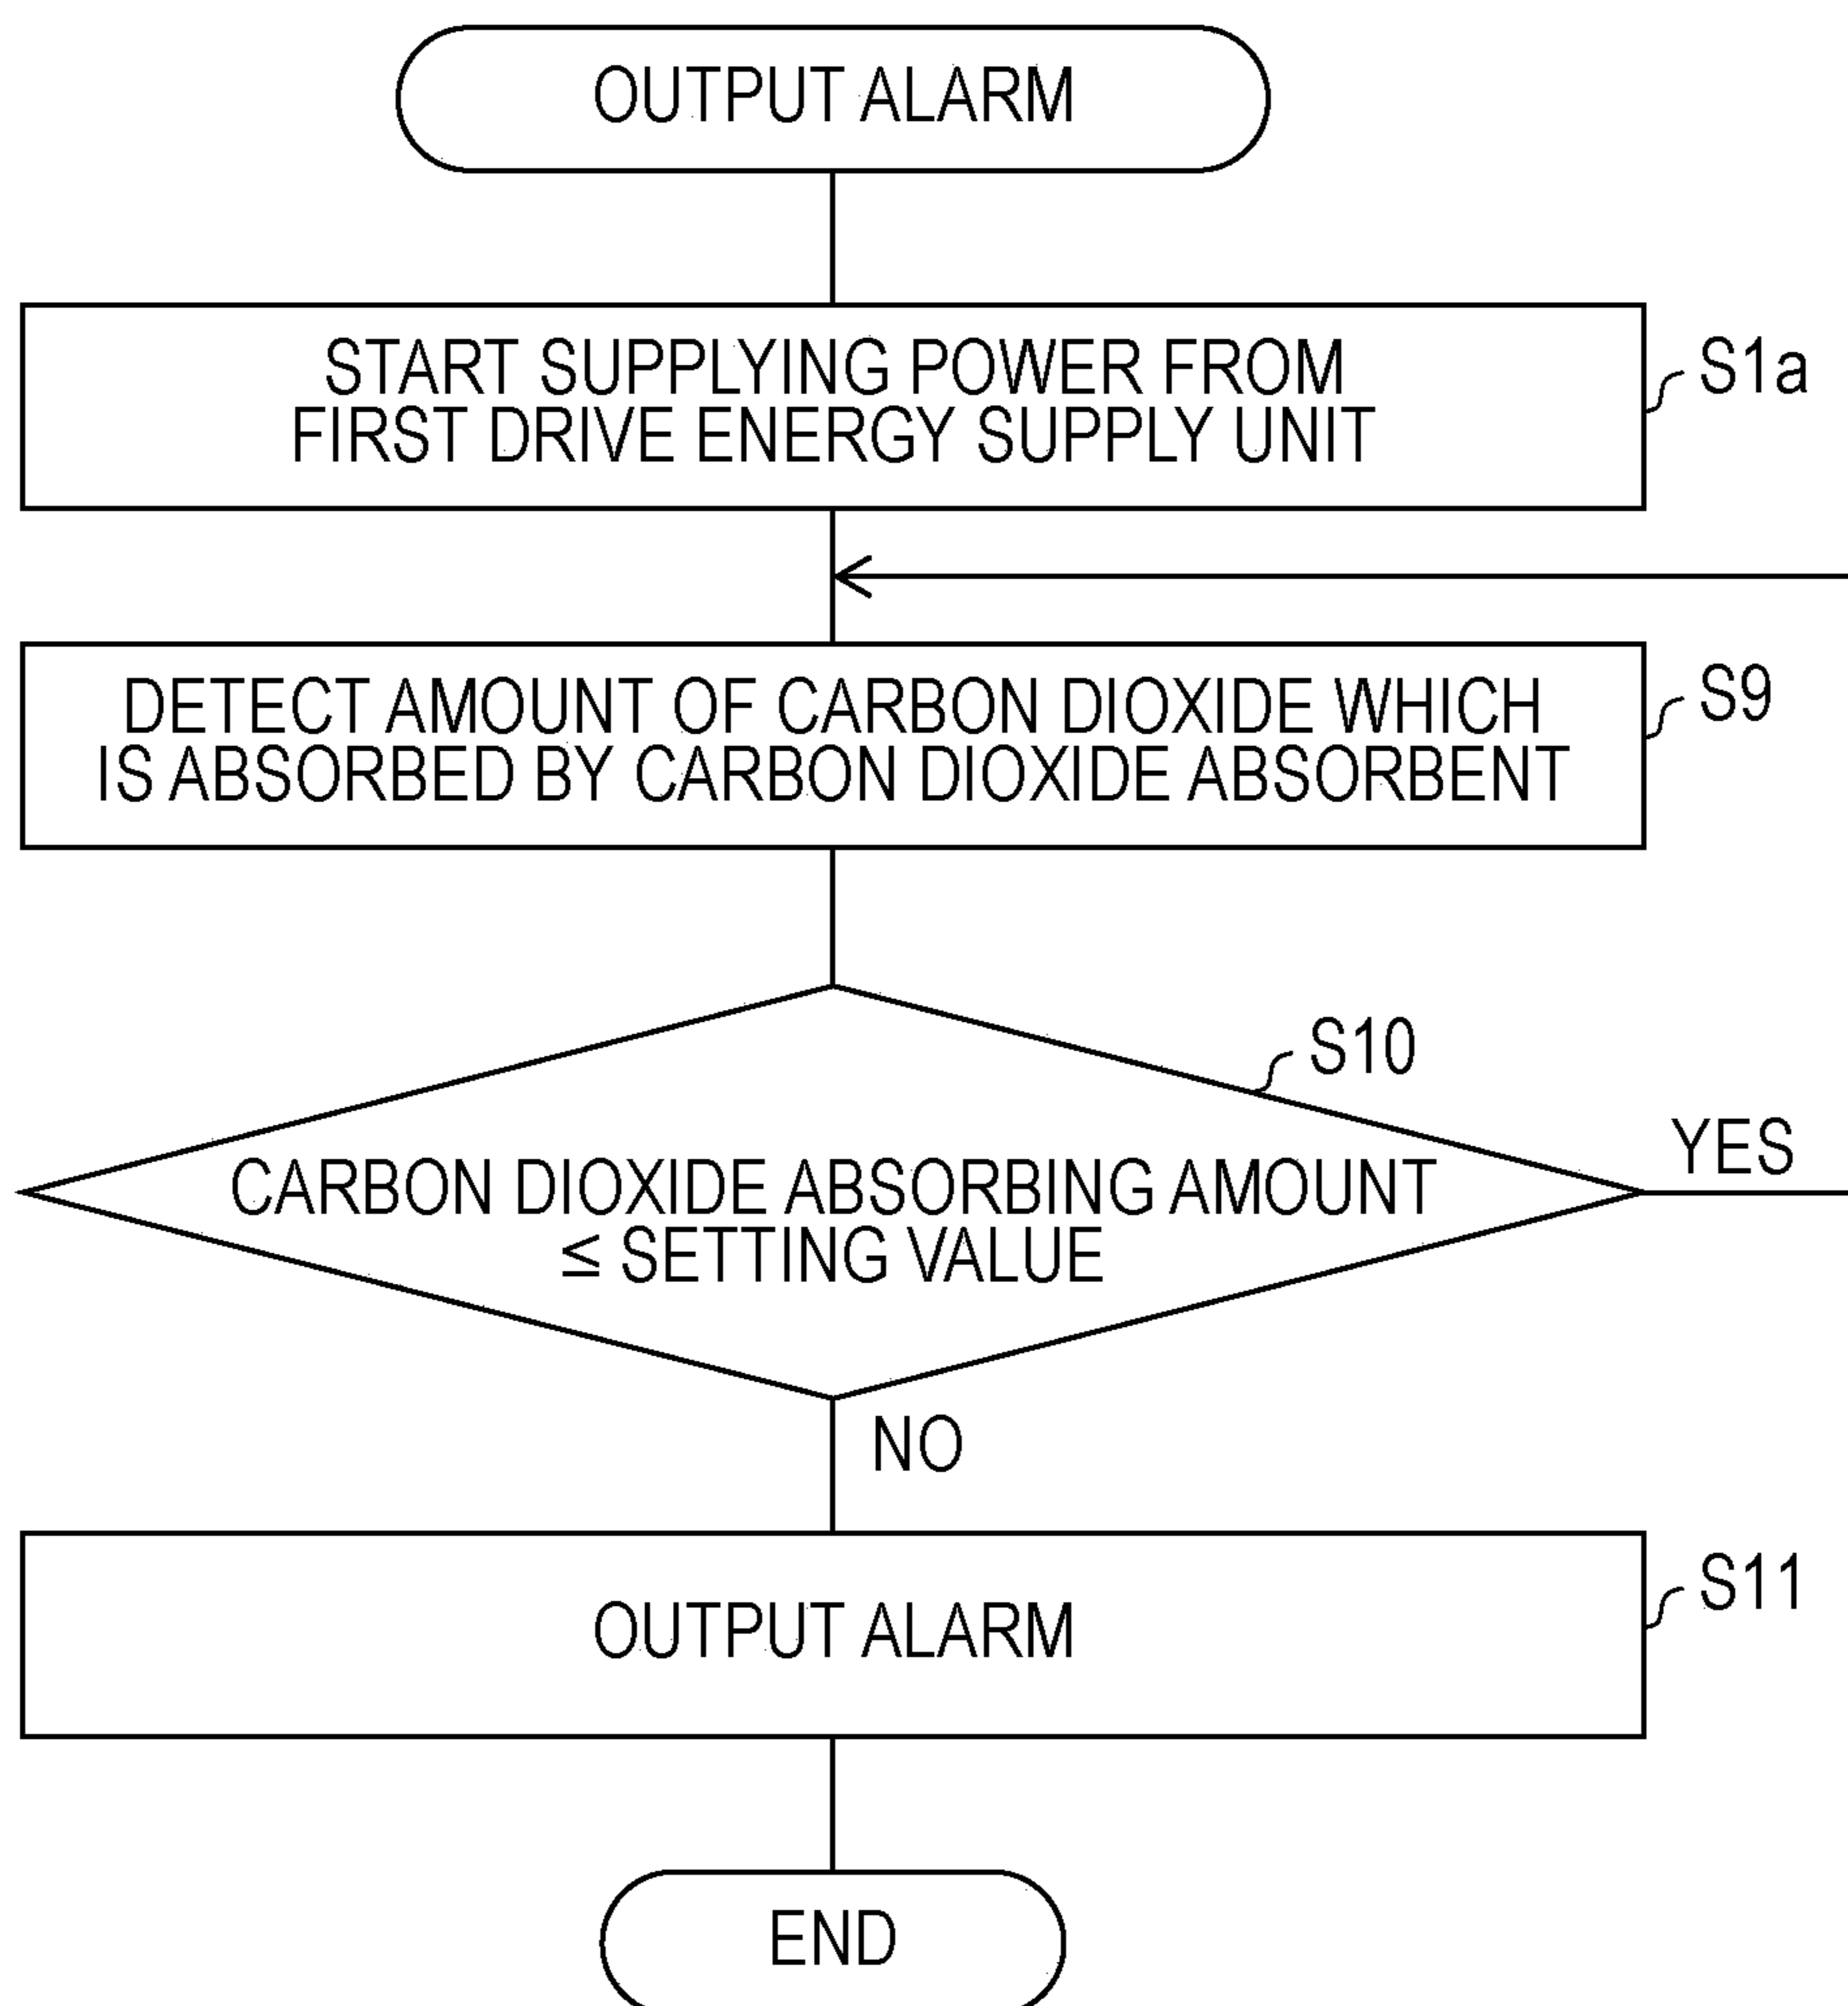 OUTPUT ALARM
START SUPPLYING POWER FROM
FIRST DRIVE ENERGY SUPPLY UNIT
S1a
DETECT AMOUNT OF CARBON DIOXIDE WHICH
IS ABSORBED BY CARBON DIOXIDE ABSORBENT
S9
S10
CARBON DIOXIDE ABSORBING AMOUNT
≤ SETTING VALUE
YES
NO
OUTPUT ALARM
S11
END